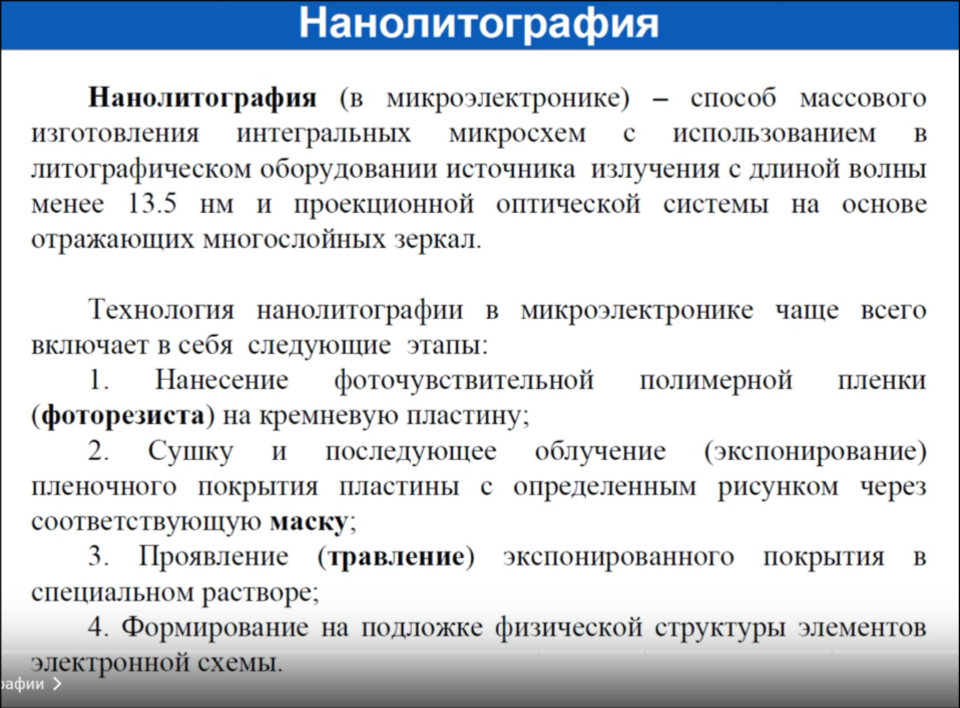 Нанолитография
Нанолитография (в микроэлектронике) – способ массового
изготовления интегральных микросхем с использованием в
литографическом оборудовании источника излучения с длиной волны
менее 13.5 нм и проекционной оптической системы на основе
отражающих многослойных зеркал.
Технология нанолитографии в микроэлектронике чаще всего
включает в себя следующие этапы:
1. Нанесение фоточувствительной полимерной пленки
(фоторезиста) на кремневую пластину;
2. Сушку и последующее облучение (экспонирование)
пленочного покрытия пластины с определенным рисунком через
соответствующую маску;
3. Проявление (травление) экспонированного покрытия в
специальном растворе;
4. Формирование на подложке физической структуры элементов
электронной схемы.
рафии